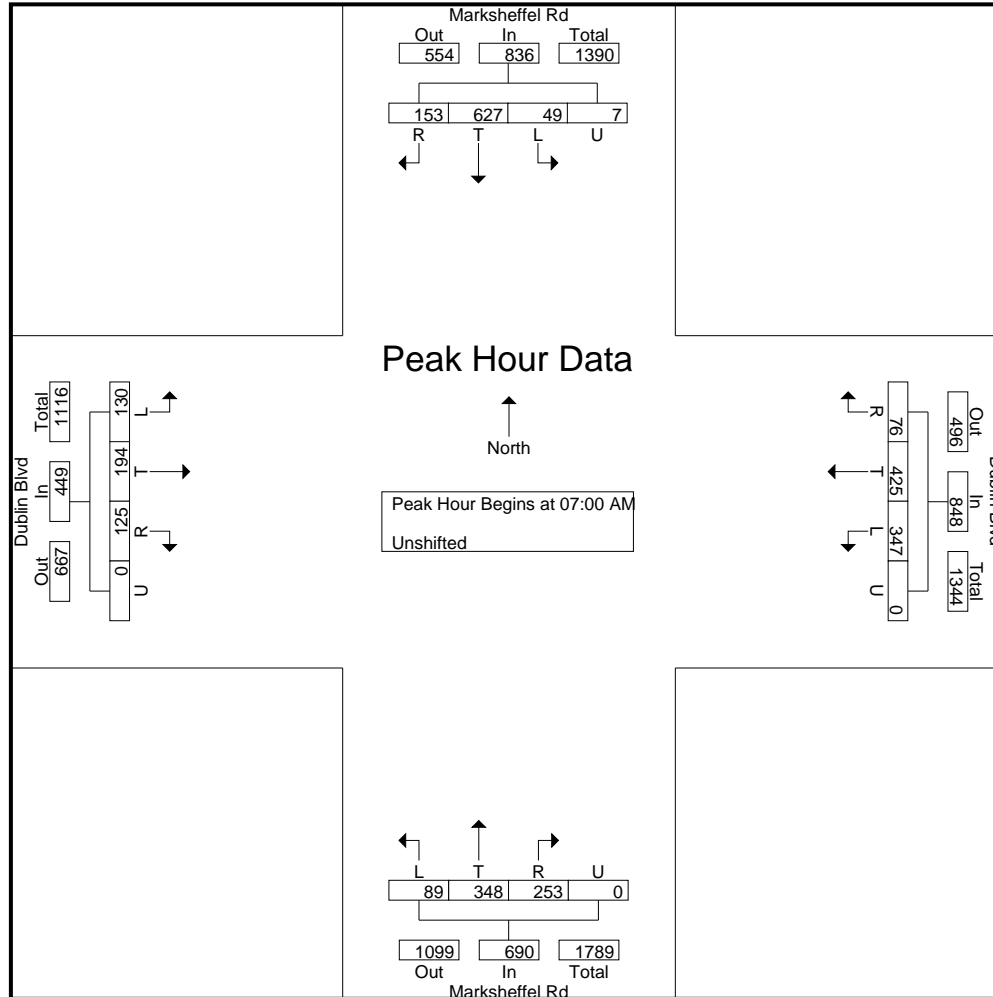 Marksheffel Rd
Out In Total
554 836 1390
153 627 49 7
R T L U
Peak Hour Data
North
Peak Hour Begins at 07:00 AM
Unshifted
Dublin Blvd
Total In Out
1116 449 667
130 194 125 0
L T R U
Out In Total
496 848 1344
76 425 347 0
R T L U
Dublin Blvd
L T R U
89 348 253 0
1099 690 1789
Out In Total
Marksheffel Rd